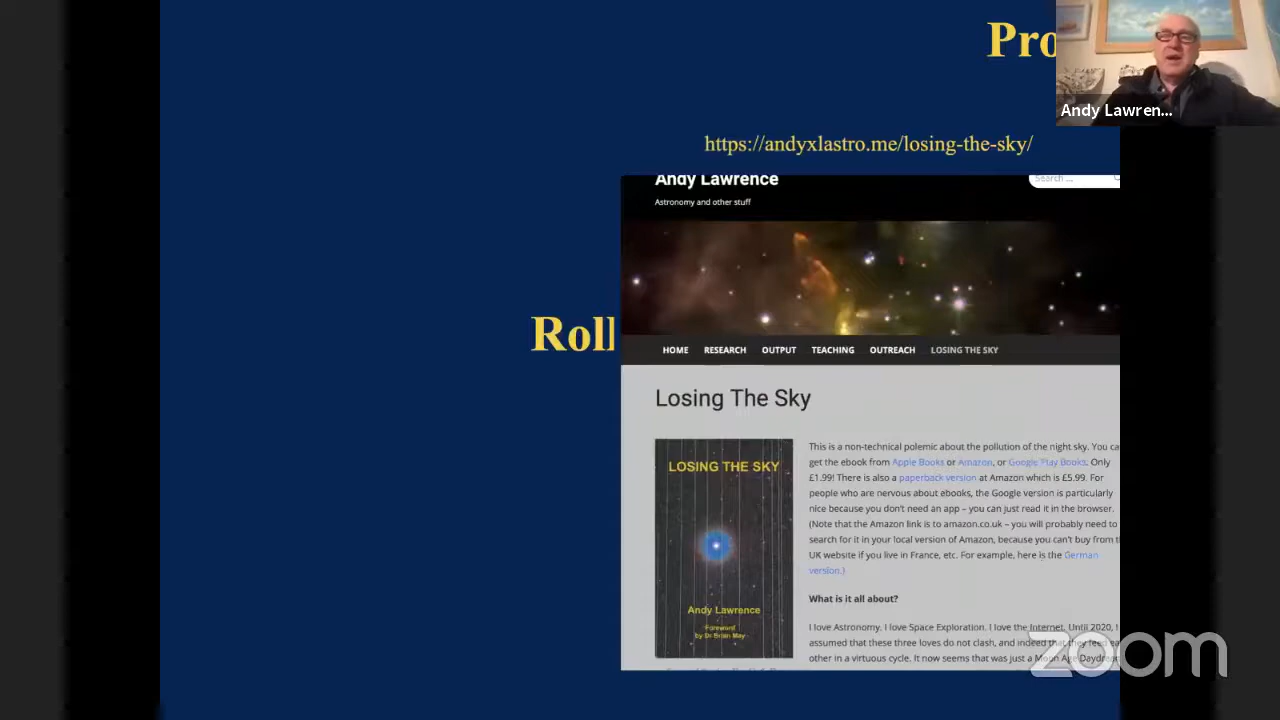 Pro
Andy Lawren...
https://andyxlastro.me/losing-the-sky/
Andy Lawrence
Search ...
Astronomy and other stuff
Roll
HOME RESEARCH OUTPUT TEACHING OUTREACH LOSING THE SKY
Losing The Sky
LOSING THE SKY
Andy Lawrence
Foreword
by Dr Brian May
This is a non-technical polemic about the pollution of the night sky. You ca
get the ebook from Apple Books or Amazon, or Google Play Books. Only
£1.99! There is also a paperback version at Amazon which is £5.99. For
people who are nervous about ebooks, the Google version is particularly
nice because you don't need an app – you can just read it in the browser.
(Note that the Amazon link is to amazon.co.uk – you will probably need to
search for it in your local version of Amazon, because you can't buy from t
UK website if you live in France, etc. For example, here is the German
version.)
What is it all about?
I love Astronomy. I love Space Exploration. I love the Internet. Until 2020, I
assumed that these three loves do not clash, and indeed that they feed ea
other in a virtuous cycle. It now seems that was just a Moon Age Daydream
zoom